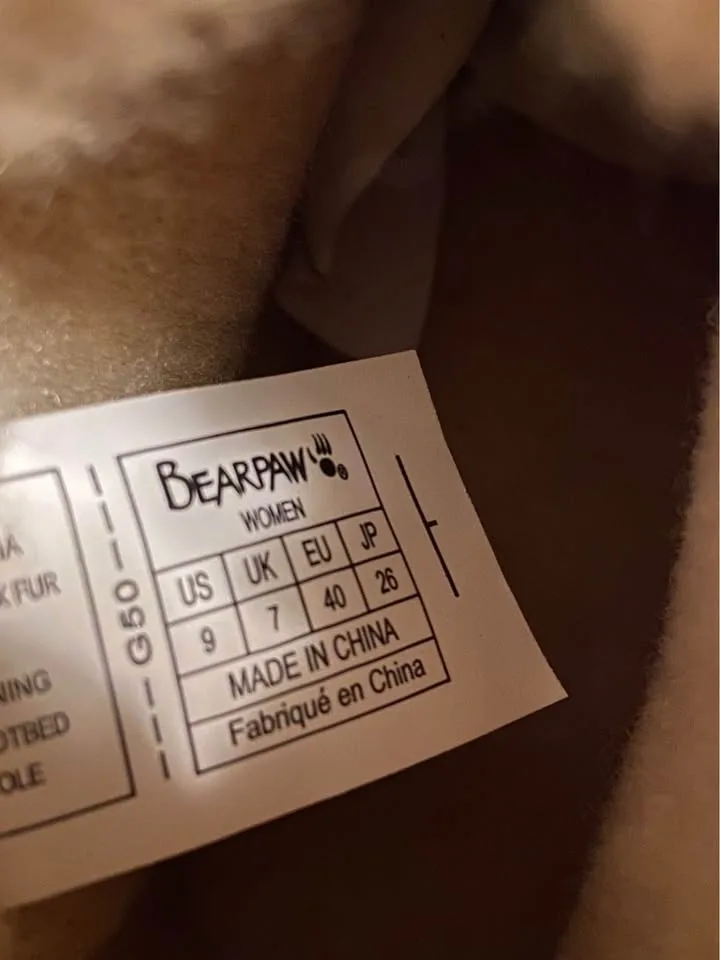 FUR
OTBED
OLE
G50
BEARPAW®
WOMEN
US UK EU JP
9 7 40 26
MADE IN CHINA
Fabriqué en China